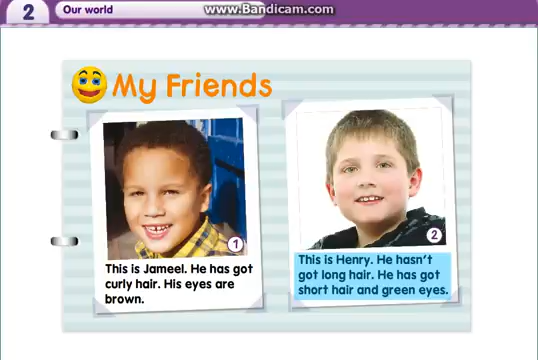 2 Our world
www.Bandicam.com
My Friends
1
This is Jameel. He has got
curly hair. His eyes are
brown.
2
This is Henry. He hasn't
got long hair. He has got
short hair and green eyes.